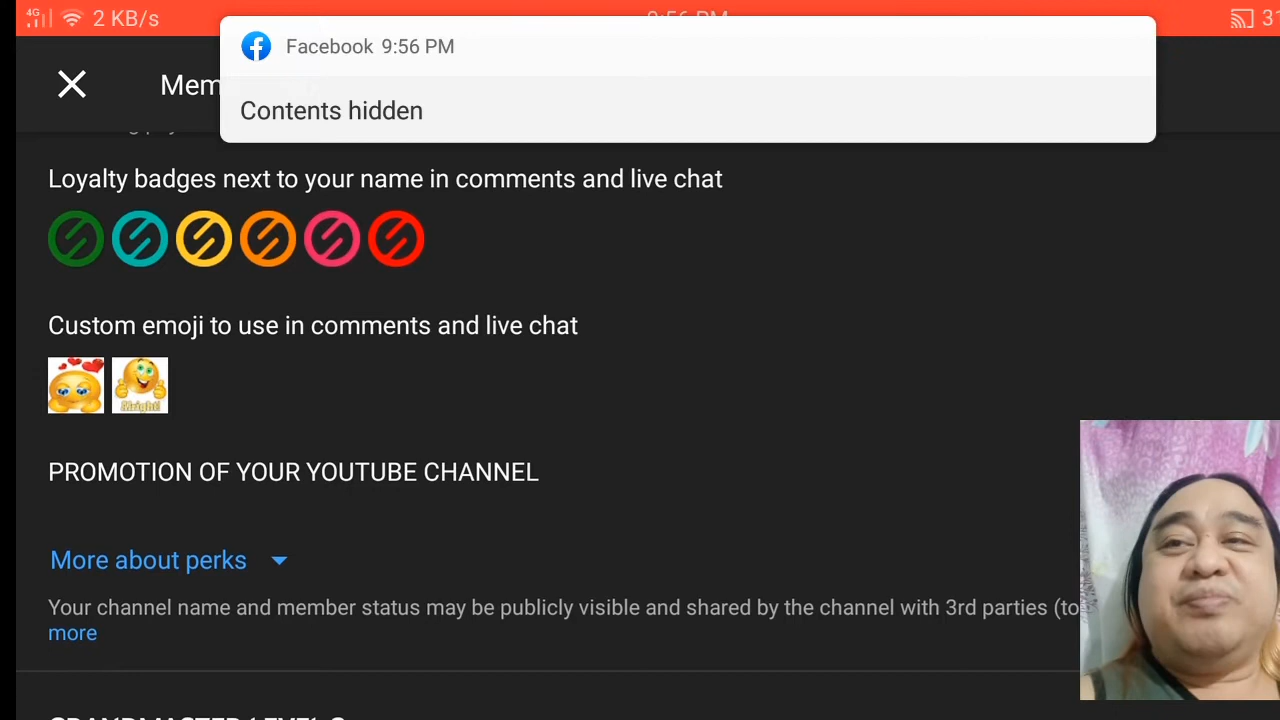 4G 2 KB/s
Facebook 9:56 PM
Contents hidden
Loyalty badges next to your name in comments and live chat
Custom emoji to use in comments and live chat
Alright!
PROMOTION OF YOUR YOUTUBE CHANNEL
More about perks
Your channel name and member status may be publicly visible and shared by the channel with 3rd parties (to
more